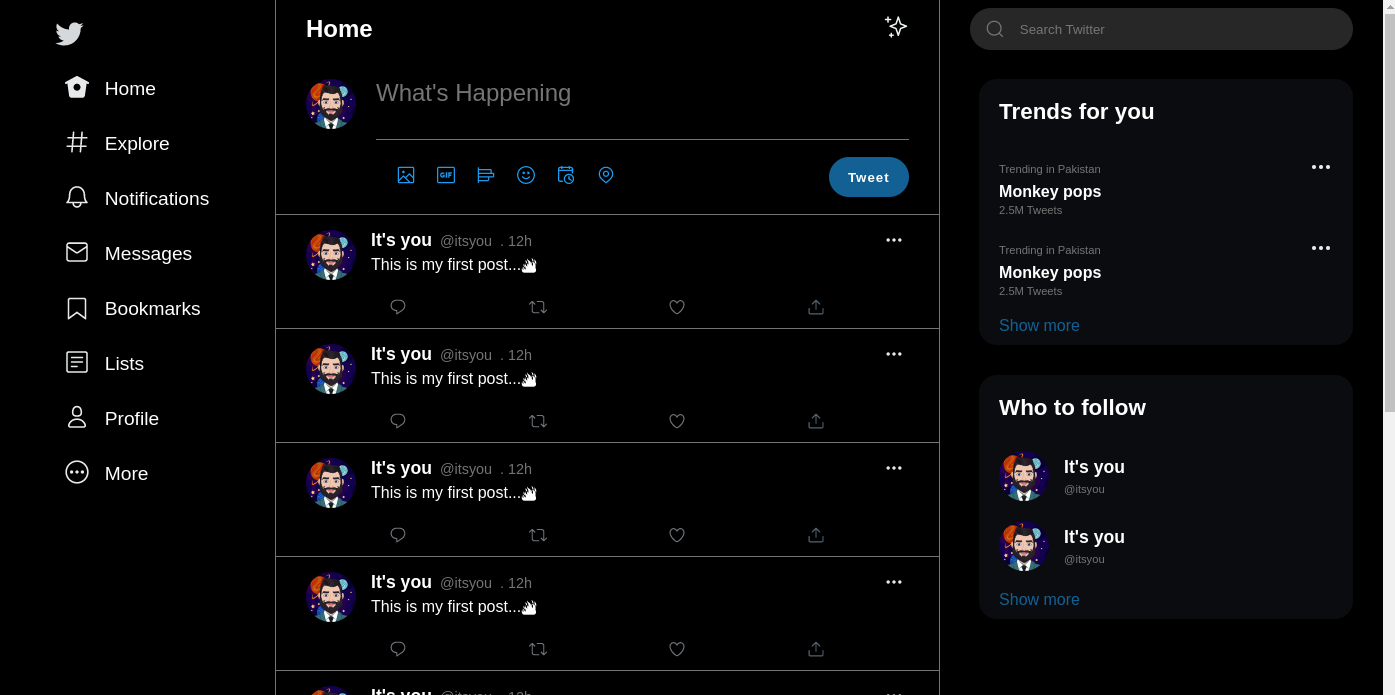 Home
Explore
Notifications
Messages
Bookmarks
Lists
Profile
More
Home
What's Happening
GIF
Tweet
It's you @itsyou . 12h
This is my first post...👋
It's you @itsyou . 12h
This is my first post...👋
It's you @itsyou . 12h
This is my first post...👋
It's you @itsyou . 12h
This is my first post...👋
It's you @itsyou . 12h
Search Twitter
Trends for you
Trending in Pakistan
Monkey pops
2.5M Tweets
Trending in Pakistan
Monkey pops
2.5M Tweets
Show more
Who to follow
It's you
@itsyou
It's you
@itsyou
Show more